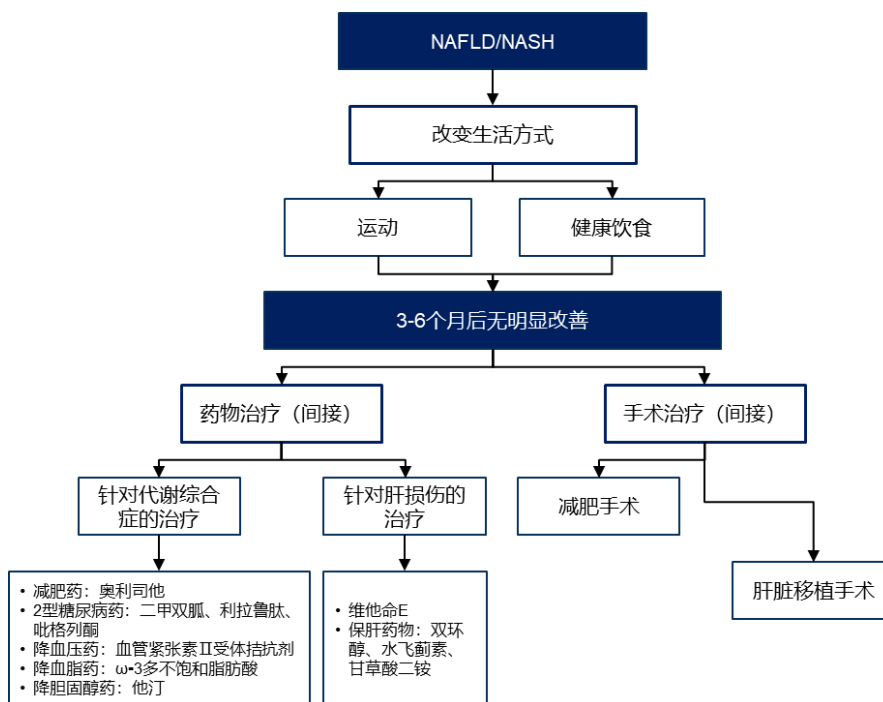 NAFLD/NASH
改变生活方式
运动
健康饮食
3-6个月后无明显改善
药物治疗（间接）
手术治疗（间接）
针对代谢综合
症的治疗
针对肝损伤的
治疗
减肥手术
肝脏移植手术
• 减肥药：奥利司他
• 2型糖尿病药：二甲双胍、利拉鲁肽、
吡格列酮
• 降血压药：血管紧张素Ⅱ受体拮抗剂
• 降血脂药：ω-3多不饱和脂肪酸
• 降胆固醇药：他汀
• 维他命E
• 保肝药物：双环
醇、水飞蓟素、
甘草酸二铵